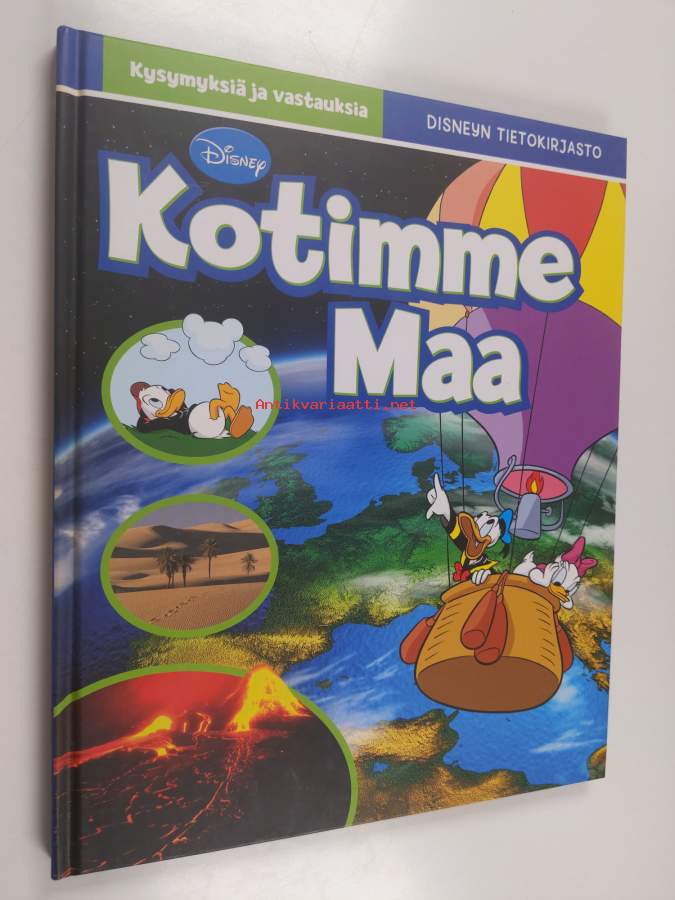 Kysymyksiä ja vastauksia
DISNEYN TIETOKIRJASTO
Disney
Kotimme
Maa
Antikvariaatti.net